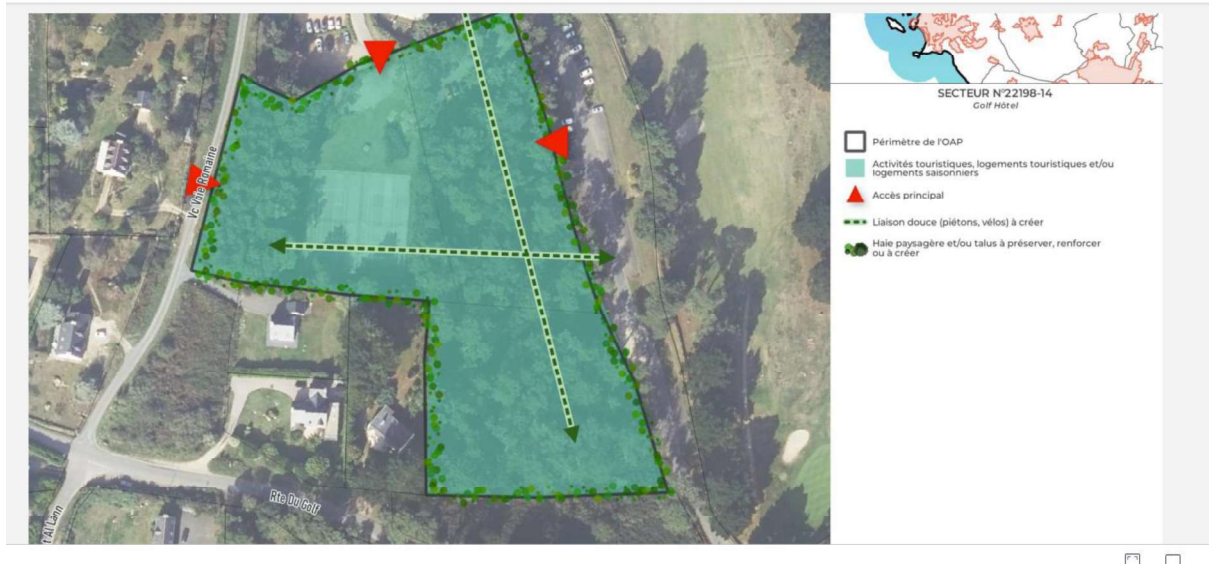 SECTEUR N°22198-14
Golf Hôtel
Périmètre de l'OAP
Activités touristiques, logements touristiques et/ou
logements saisonniers
Accès principal
Liaison douce (piétons, vélos) à créer
Haie paysagère et/ou talus à préserver, renforcer
ou à créer
Vc Voie Romaine
Rte Du Golf
t Al Lann